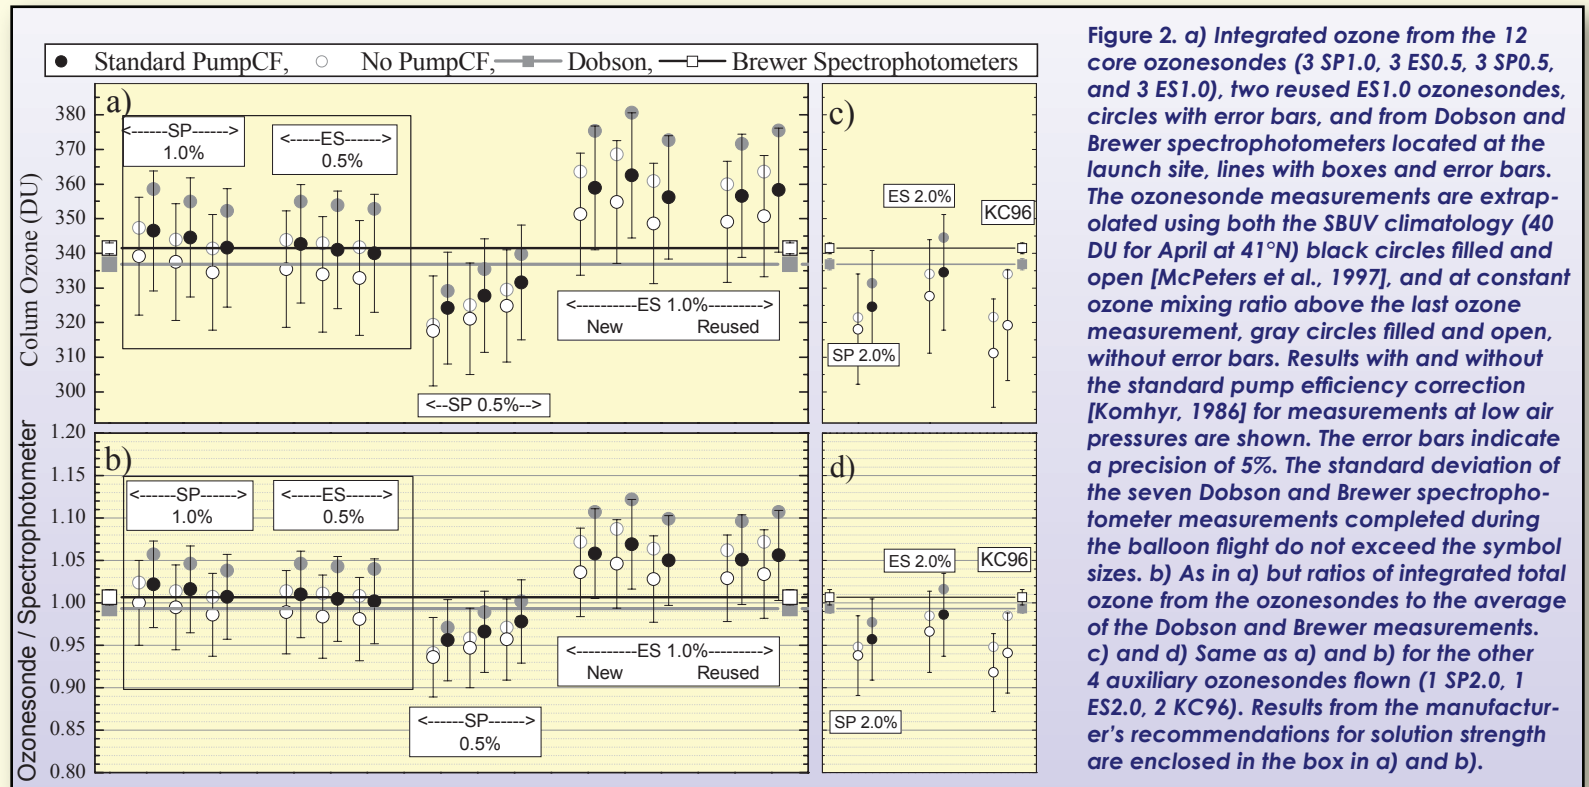 Standard PumpCF, No PumpCF, Dobson, Brewer Spectrophotometers
a)
<------SP------>
1.0%
<-----ES----->
0.5%
<--SP 0.5%-->
<----------ES 1.0%--------->
New Reused
Colum Ozone (DU)
380
370
360
350
340
330
320
310
300
c)
ES 2.0%
KC96
SP 2.0%
b)
<------SP------>
1.0%
<------ES------>
0.5%
<------SP------>
0.5%
<----------ES 1.0%--------->
New Reused
Ozonesonde / Spectrophotometer
1.20
1.15
1.10
1.05
1.00
0.95
0.90
0.85
0.80
d)
ES 2.0%
KC96
SP 2.0%
Figure 2. a) Integrated ozone from the 12
core ozonesondes (3 SP1.0, 3 ES0.5, 3 SP0.5,
and 3 ES1.0), two reused ES1.0 ozonesondes,
circles with error bars, and from Dobson and
Brewer spectrophotometers located at the
launch site, lines with boxes and error bars.
The ozonesonde measurements are extrap-
olated using both the SBUV climatology (40
DU for April at 41°N) black circles filled and
open [McPeters et al., 1997], and at constant
ozone mixing ratio above the last ozone
measurement, gray circles filled and open,
without error bars. Results with and without
the standard pump efficiency correction
[Komhyr, 1986] for measurements at low air
pressures are shown. The error bars indicate
a precision of 5%. The standard deviation of
the seven Dobson and Brewer spectropho-
tometer measurements completed during
the balloon flight do not exceed the symbol
sizes. b) As in a) but ratios of integrated total
ozone from the ozonesondes to the average
of the Dobson and Brewer measurements.
c) and d) Same as a) and b) for the other
4 auxiliary ozonesondes flown (1 SP2.0, 1
ES2.0, 2 KC96). Results from the manufactur-
er's recommendations for solution strength
are enclosed in the box in a) and b).